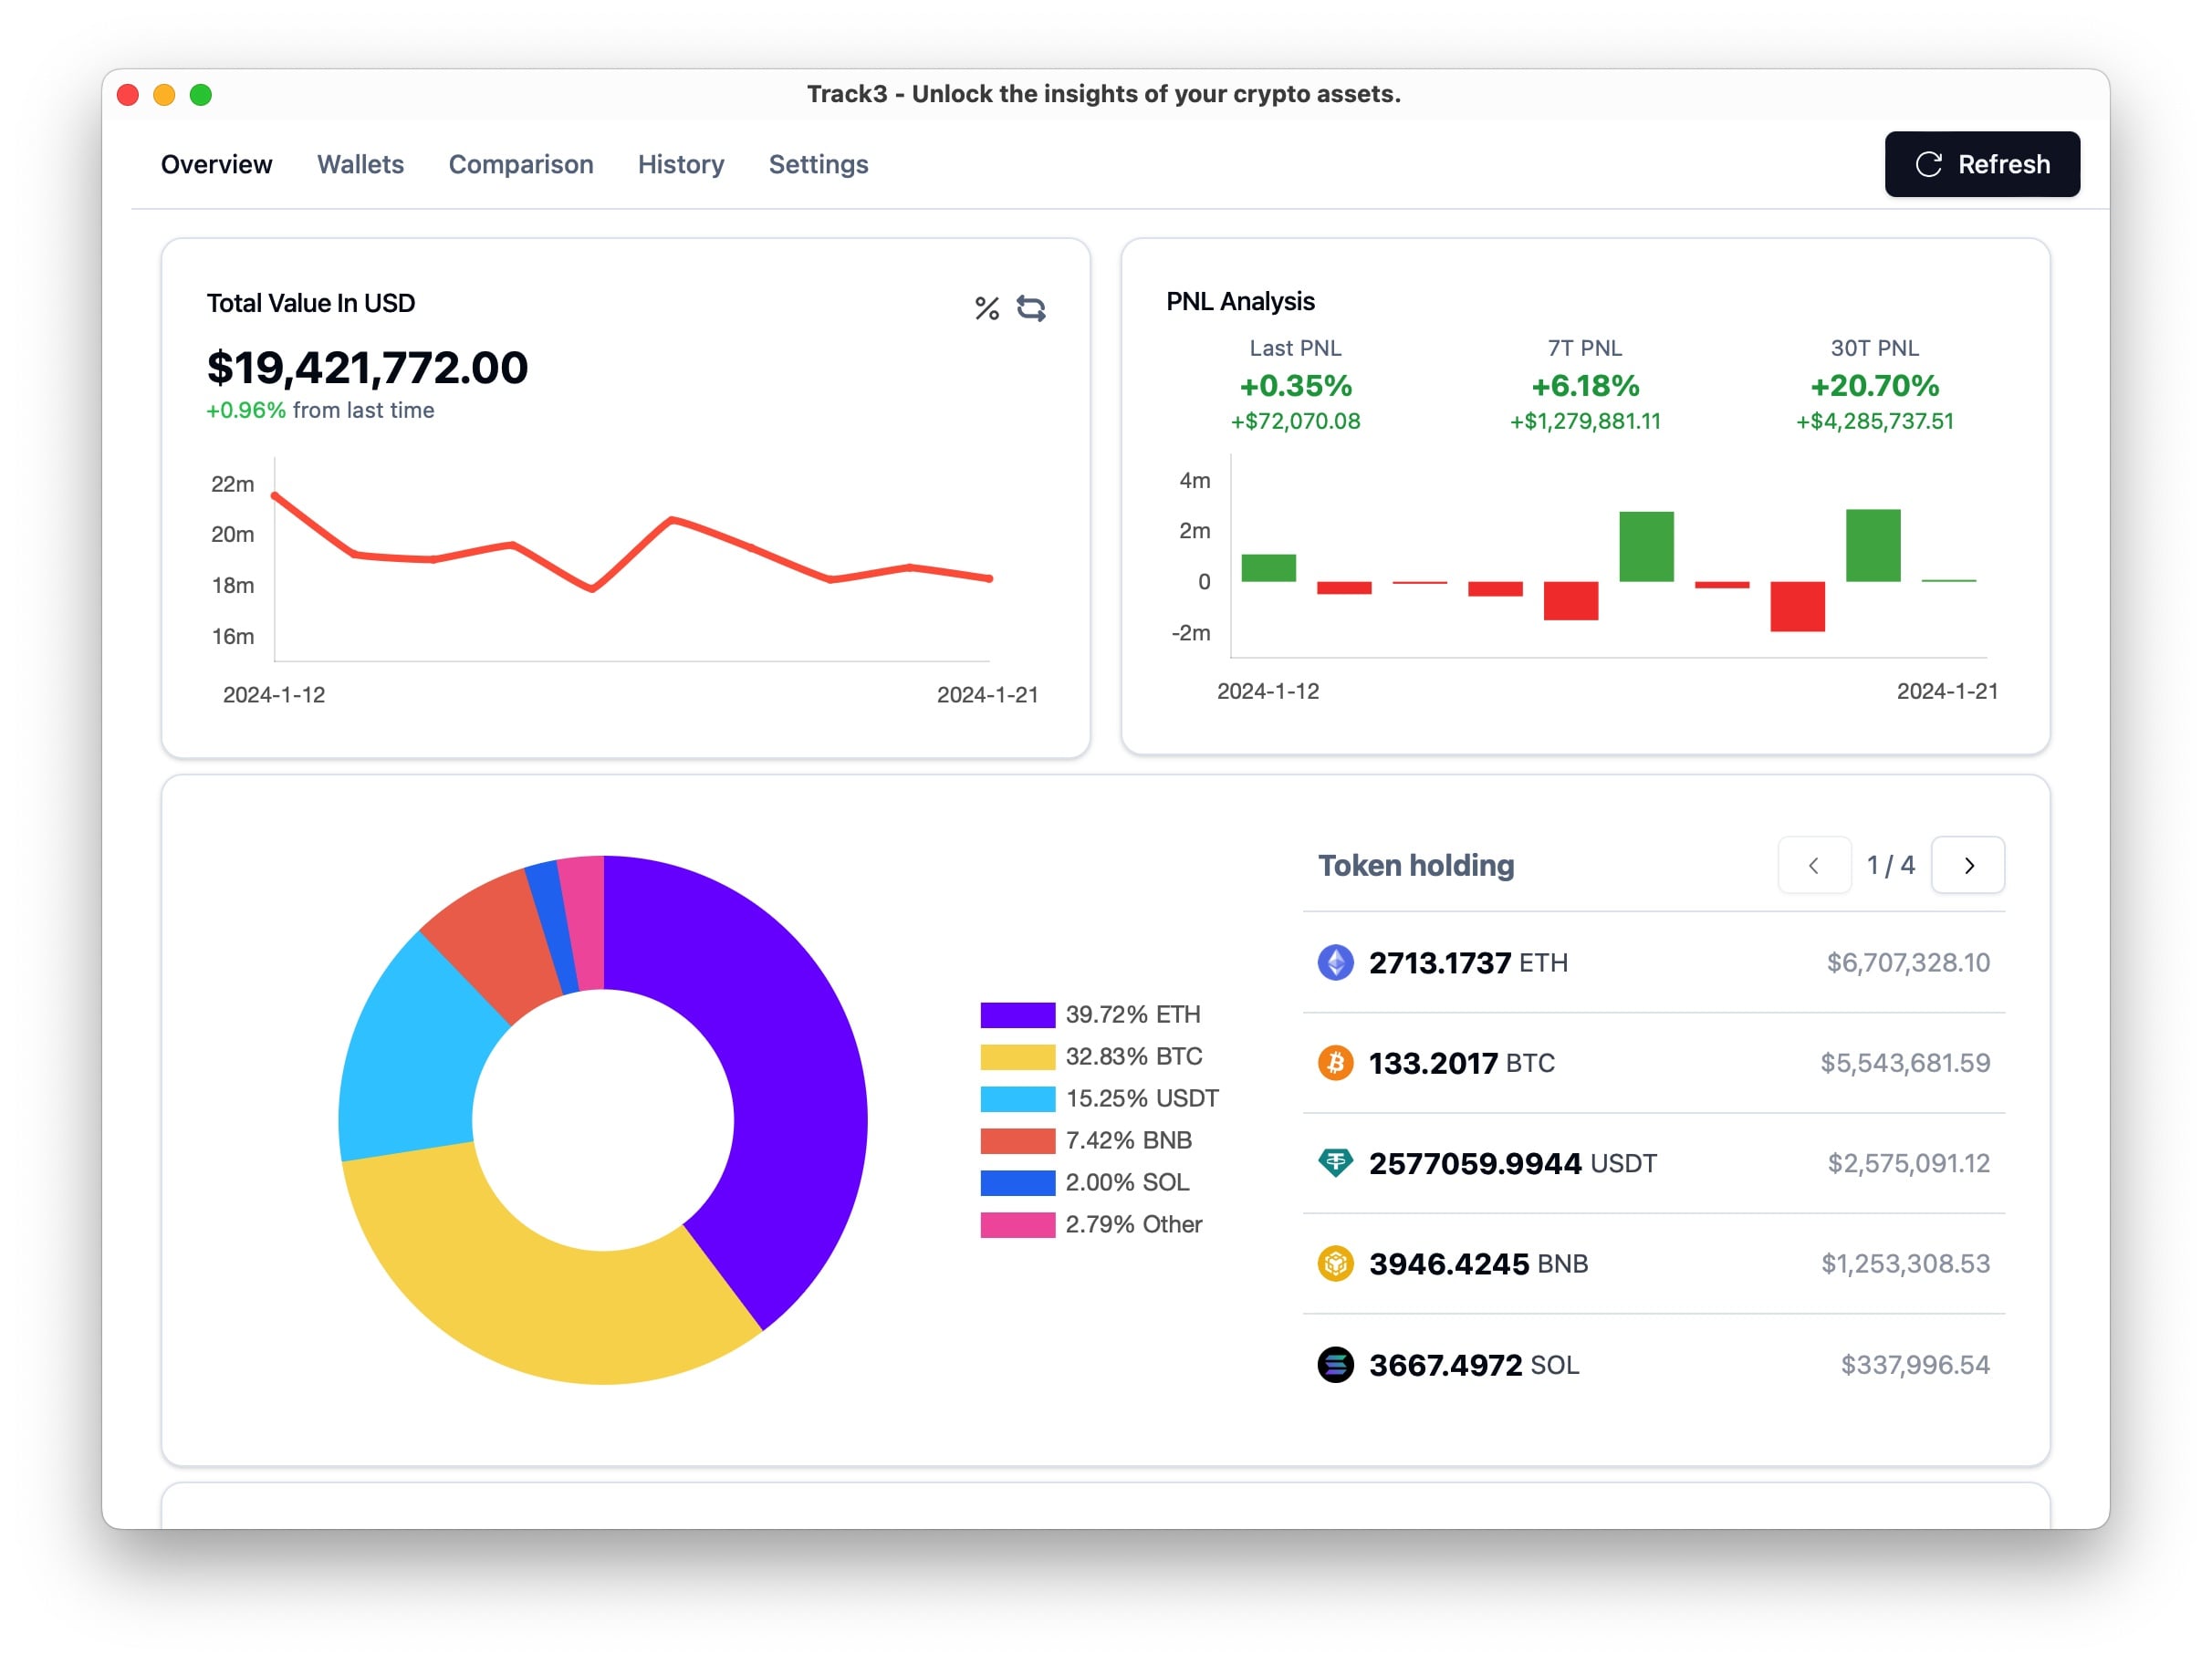 Track3 - Unlock the insights of your crypto assets.
Overview Wallets Comparison History Settings
Refresh
Total Value In USD
%
$19,421,772.00
+0.96% from last time
22m
20m
18m
16m
2024-1-12 2024-1-21
PNL Analysis
Last PNL 7T PNL 30T PNL
+0.35% +6.18% +20.70%
+$72,070.08 +$1,279,881.11 +$4,285,737.51
4m
2m
0
-2m
2024-1-12 2024-1-21
39.72% ETH
32.83% BTC
15.25% USDT
7.42% BNB
2.00% SOL
2.79% Other
Token holding
1 / 4
2713.1737 ETH $6,707,328.10
133.2017 BTC $5,543,681.59
2577059.9944 USDT $2,575,091.12
3946.4245 BNB $1,253,308.53
3667.4972 SOL $337,996.54